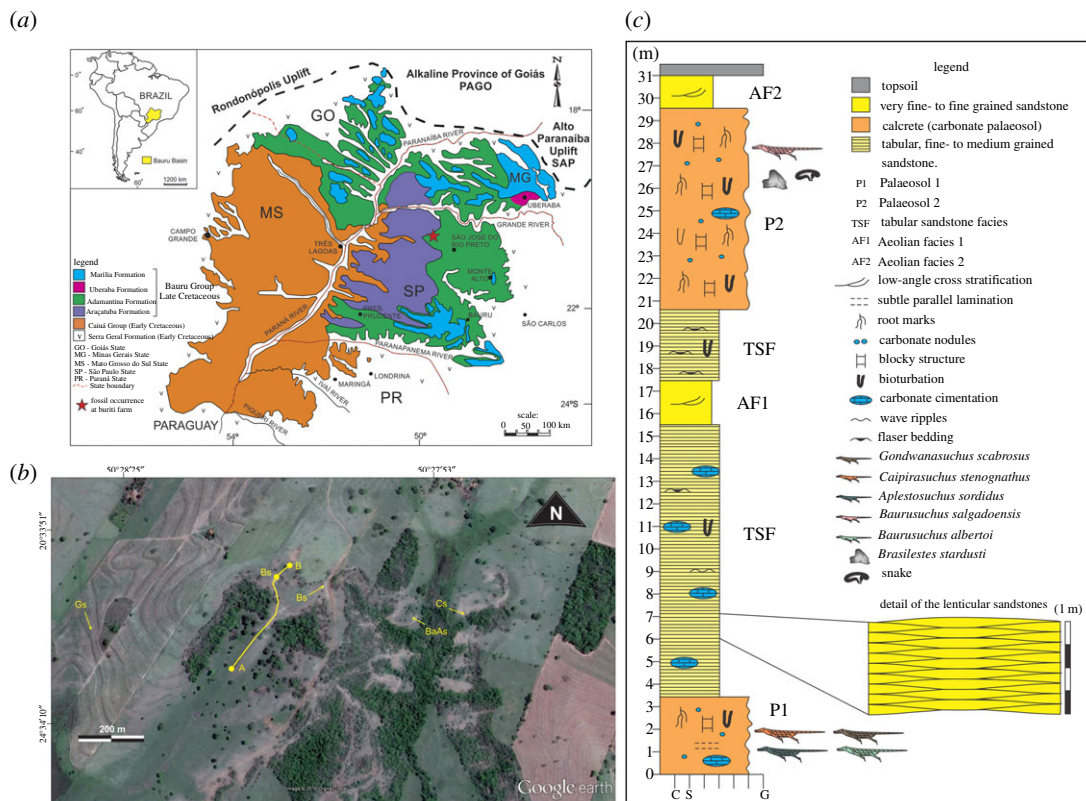 (a)
BRAZIL
60°
40°
60°
Bauru Basin
1200 km
Rondonópolis Uplift
Alkaline Province of Goiás
PAGO
N
S
18°
GO
PARANAÍBA RIVER
Alto
Paranaíba
Uplift
SAP
MG
UBERABA
GRANDE RIVER
MS
CAMPO
GRANDE
TRÊS
LAGOAS
SÃO JOSÉ DO
RIO PRETO
MONTE
ALTO
SP
PRES.
PRUDENTE
BAURU
SÃO CARLOS
22°
PARANÁ RIVER
PARANAPANEMA RIVER
LONDRINA
MARINGÁ
IVAÍ RIVER
PR
PIQUIRI RIVER
PARAGUAY
54°
50°
24°S
scale:
0 50 100 km
legend
Marília Formation
Uberaba Formation
Adamantina Formation
Araçatuba Formation
Bauru Group
Late Cretaceous
Caiuá Group (Early Cretaceous)
v Serra Geral Formation (Early Cretaceous)
GO - Goiás State
MG - Minas Gerais State
MS - Mato Grosso do Sul State
SP - São Paulo State
PR - Paraná State
State boundary
fossil occurrence
at buriti farm
(b)
50°28'26"
50°27'53"
20°33'51"
24°34'10"
N
Gs
Bs
B
Bs
Cs
BaAs
A
200 m
Google earth
(c)
(m)
31
30
29
28
27
26
25
24
23
22
21
20
19
18
17
16
15
14
13
12
11
10
9
8
7
6
5
4
3
2
1
0
C S G
AF2
P2
TSF
AF1
TSF
P1
legend
topsoil
very fine- to fine grained sandstone
calcrete (carbonate palaeosol)
tabular, fine- to medium grained
sandstone.
P1 Palaeosol 1
P2 Palaeosol 2
TSF tabular sandstone facies
AF1 Aeolian facies 1
AF2 Aeolian facies 2
low-angle cross stratification
subtle parallel lamination
root marks
carbonate nodules
blocky structure
bioturbation
carbonate cimentation
wave ripples
flaser bedding
Gondwanasuchus scabrosus
Caipirasuchus stenognathus
Aplestosuchus sordidus
Baurusuchus salgadoensis
Baurusuchus albertoi
Brasilestes stardusti
snake
detail of the lenticular sandstones
(1 m)